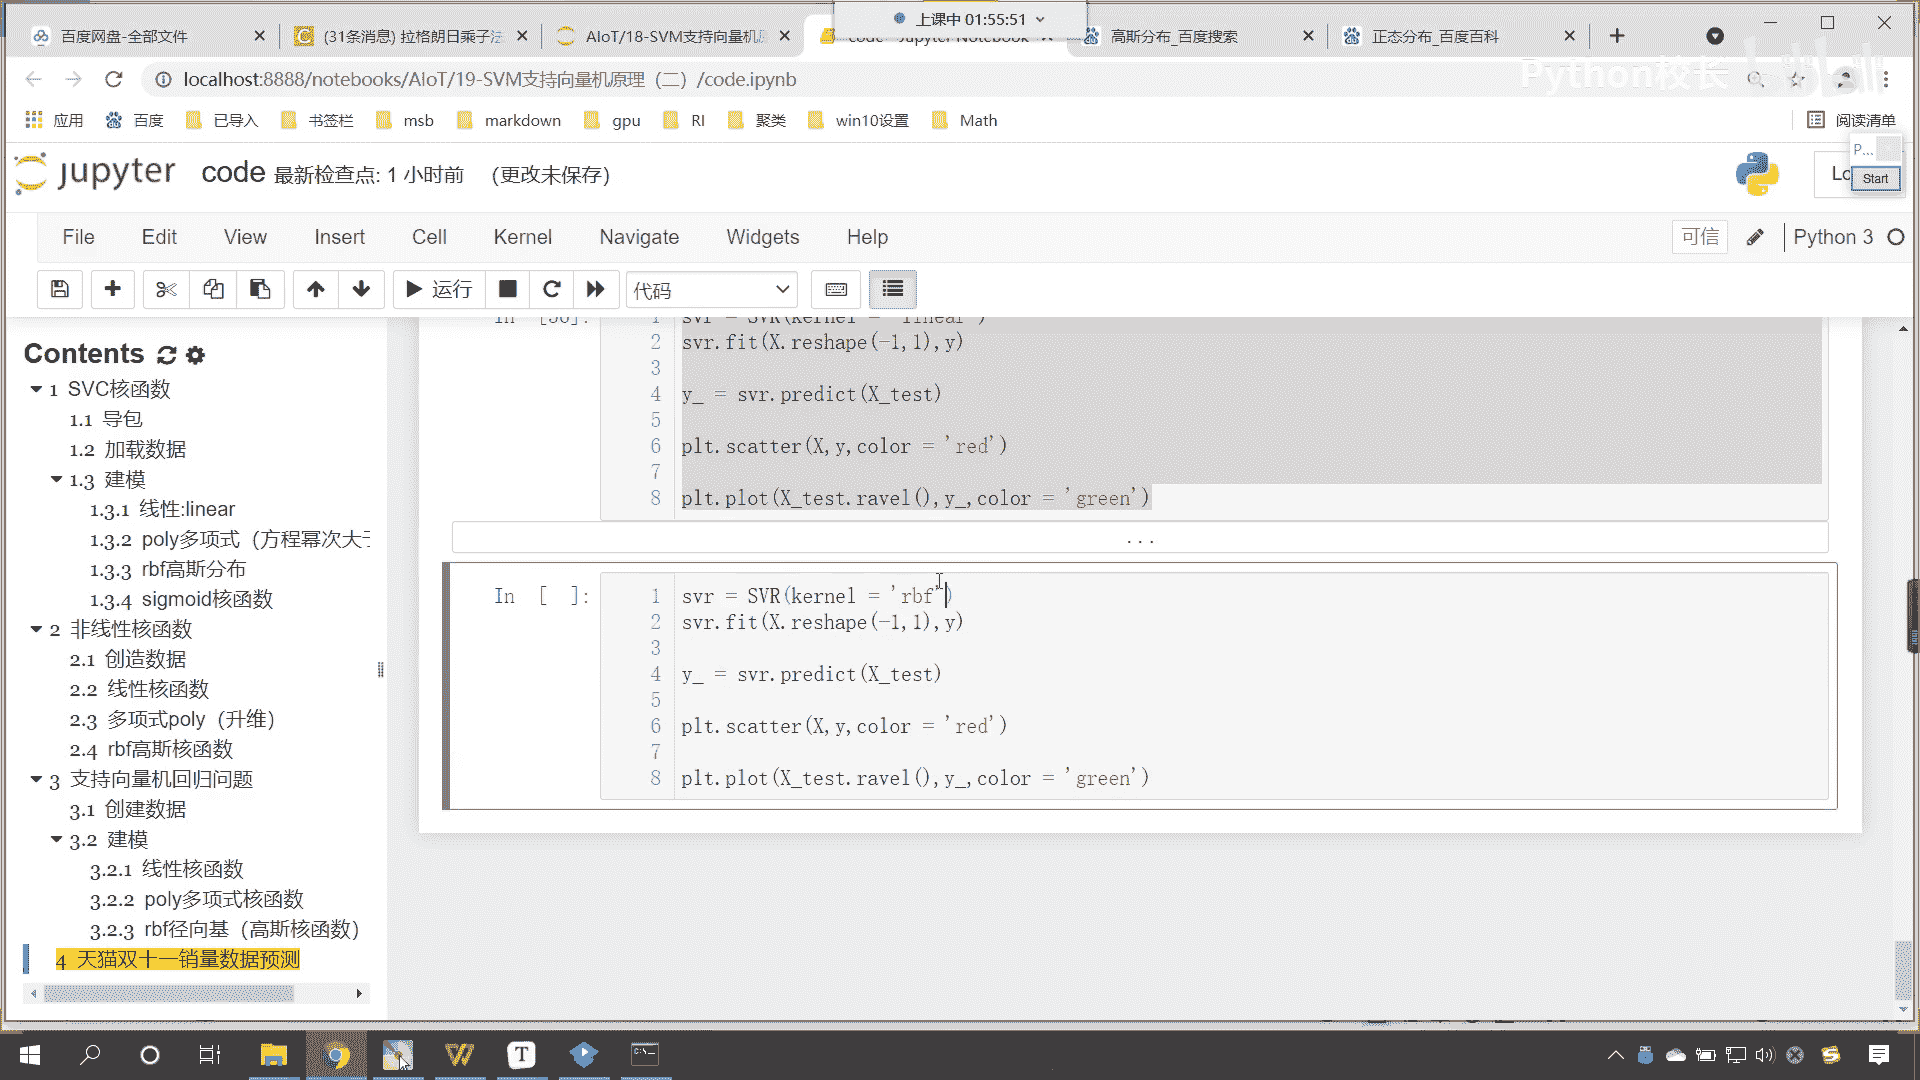 上课中 01:55:51
百度网盘-全部文件
(31条消息) 拉格朗日乘子法
AIoT/18-SVM支持向量机原
code - Jupyter Notebook
高斯分布_百度搜索
正态分布_百度百科
localhost:8888/notebooks/AIoT/19-SVM支持向量机原理（二）/code.ipynb
Python校长 bilibili
应用
百度
已导入
书签栏
msb
markdown
gpu
RI
聚类
win10设置
Math
阅读清单
P...
Start
jupyter code 最新检查点: 1 小时前 (更改未保存)
Lo
File Edit View Insert Cell Kernel Navigate Widgets Help
可信
Python 3
运行
代码
Contents
1 SVC核函数
1.1 导包
1.2 加载数据
1.3 建模
1.3.1 线性:linear
1.3.2 poly多项式（方程幂次大于
1.3.3 rbf高斯分布
1.3.4 sigmoid核函数
2 非线性核函数
2.1 创造数据
2.2 线性核函数
2.3 多项式poly（升维）
2.4 rbf高斯核函数
3 支持向量机回归问题
3.1 创建数据
3.2 建模
3.2.1 线性核函数
3.2.2 poly多项式核函数
3.2.3 rbf径向基（高斯核函数）
4 天猫双十一销量数据预测
1 svr = SVR(kernel = 'linear')
2 svr.fit(X.reshape(-1,1),y)
3
4 y_ = svr.predict(X_test)
5
6 plt.scatter(X,y,color = 'red')
7
8 plt.plot(X_test.ravel(),y_,color = 'green')
...
In [ ]:
1 svr = SVR(kernel = 'rbf')
2 svr.fit(X.reshape(-1,1),y)
3
4 y_ = svr.predict(X_test)
5
6 plt.scatter(X,y,color = 'red')
7
8 plt.plot(X_test.ravel(),y_,color = 'green')